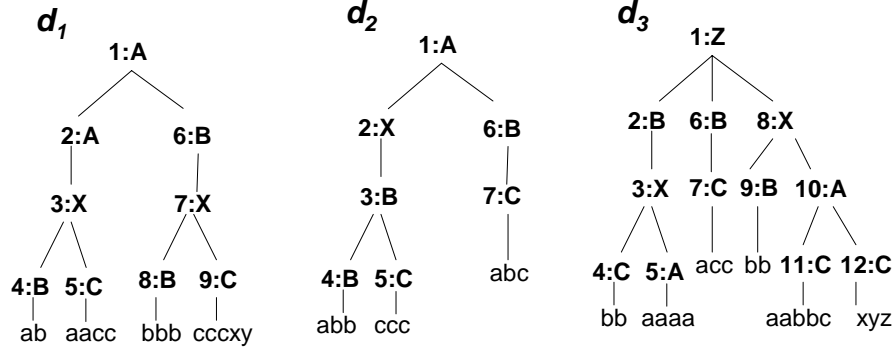 d1 d2 d3
1:A 1:A 1:Z
2:A 6:B 2:X 6:B 2:B 6:B 8:X
3:X 7:X 3:B 7:C 3:X 7:C 9:B 10:A
4:B 5:C 8:B 9:C 4:B 5:C abc 4:C 5:A acc bb 11:C 12:C
ab aacc bbb cccxy abb ccc bb aaaa aabbc xyz